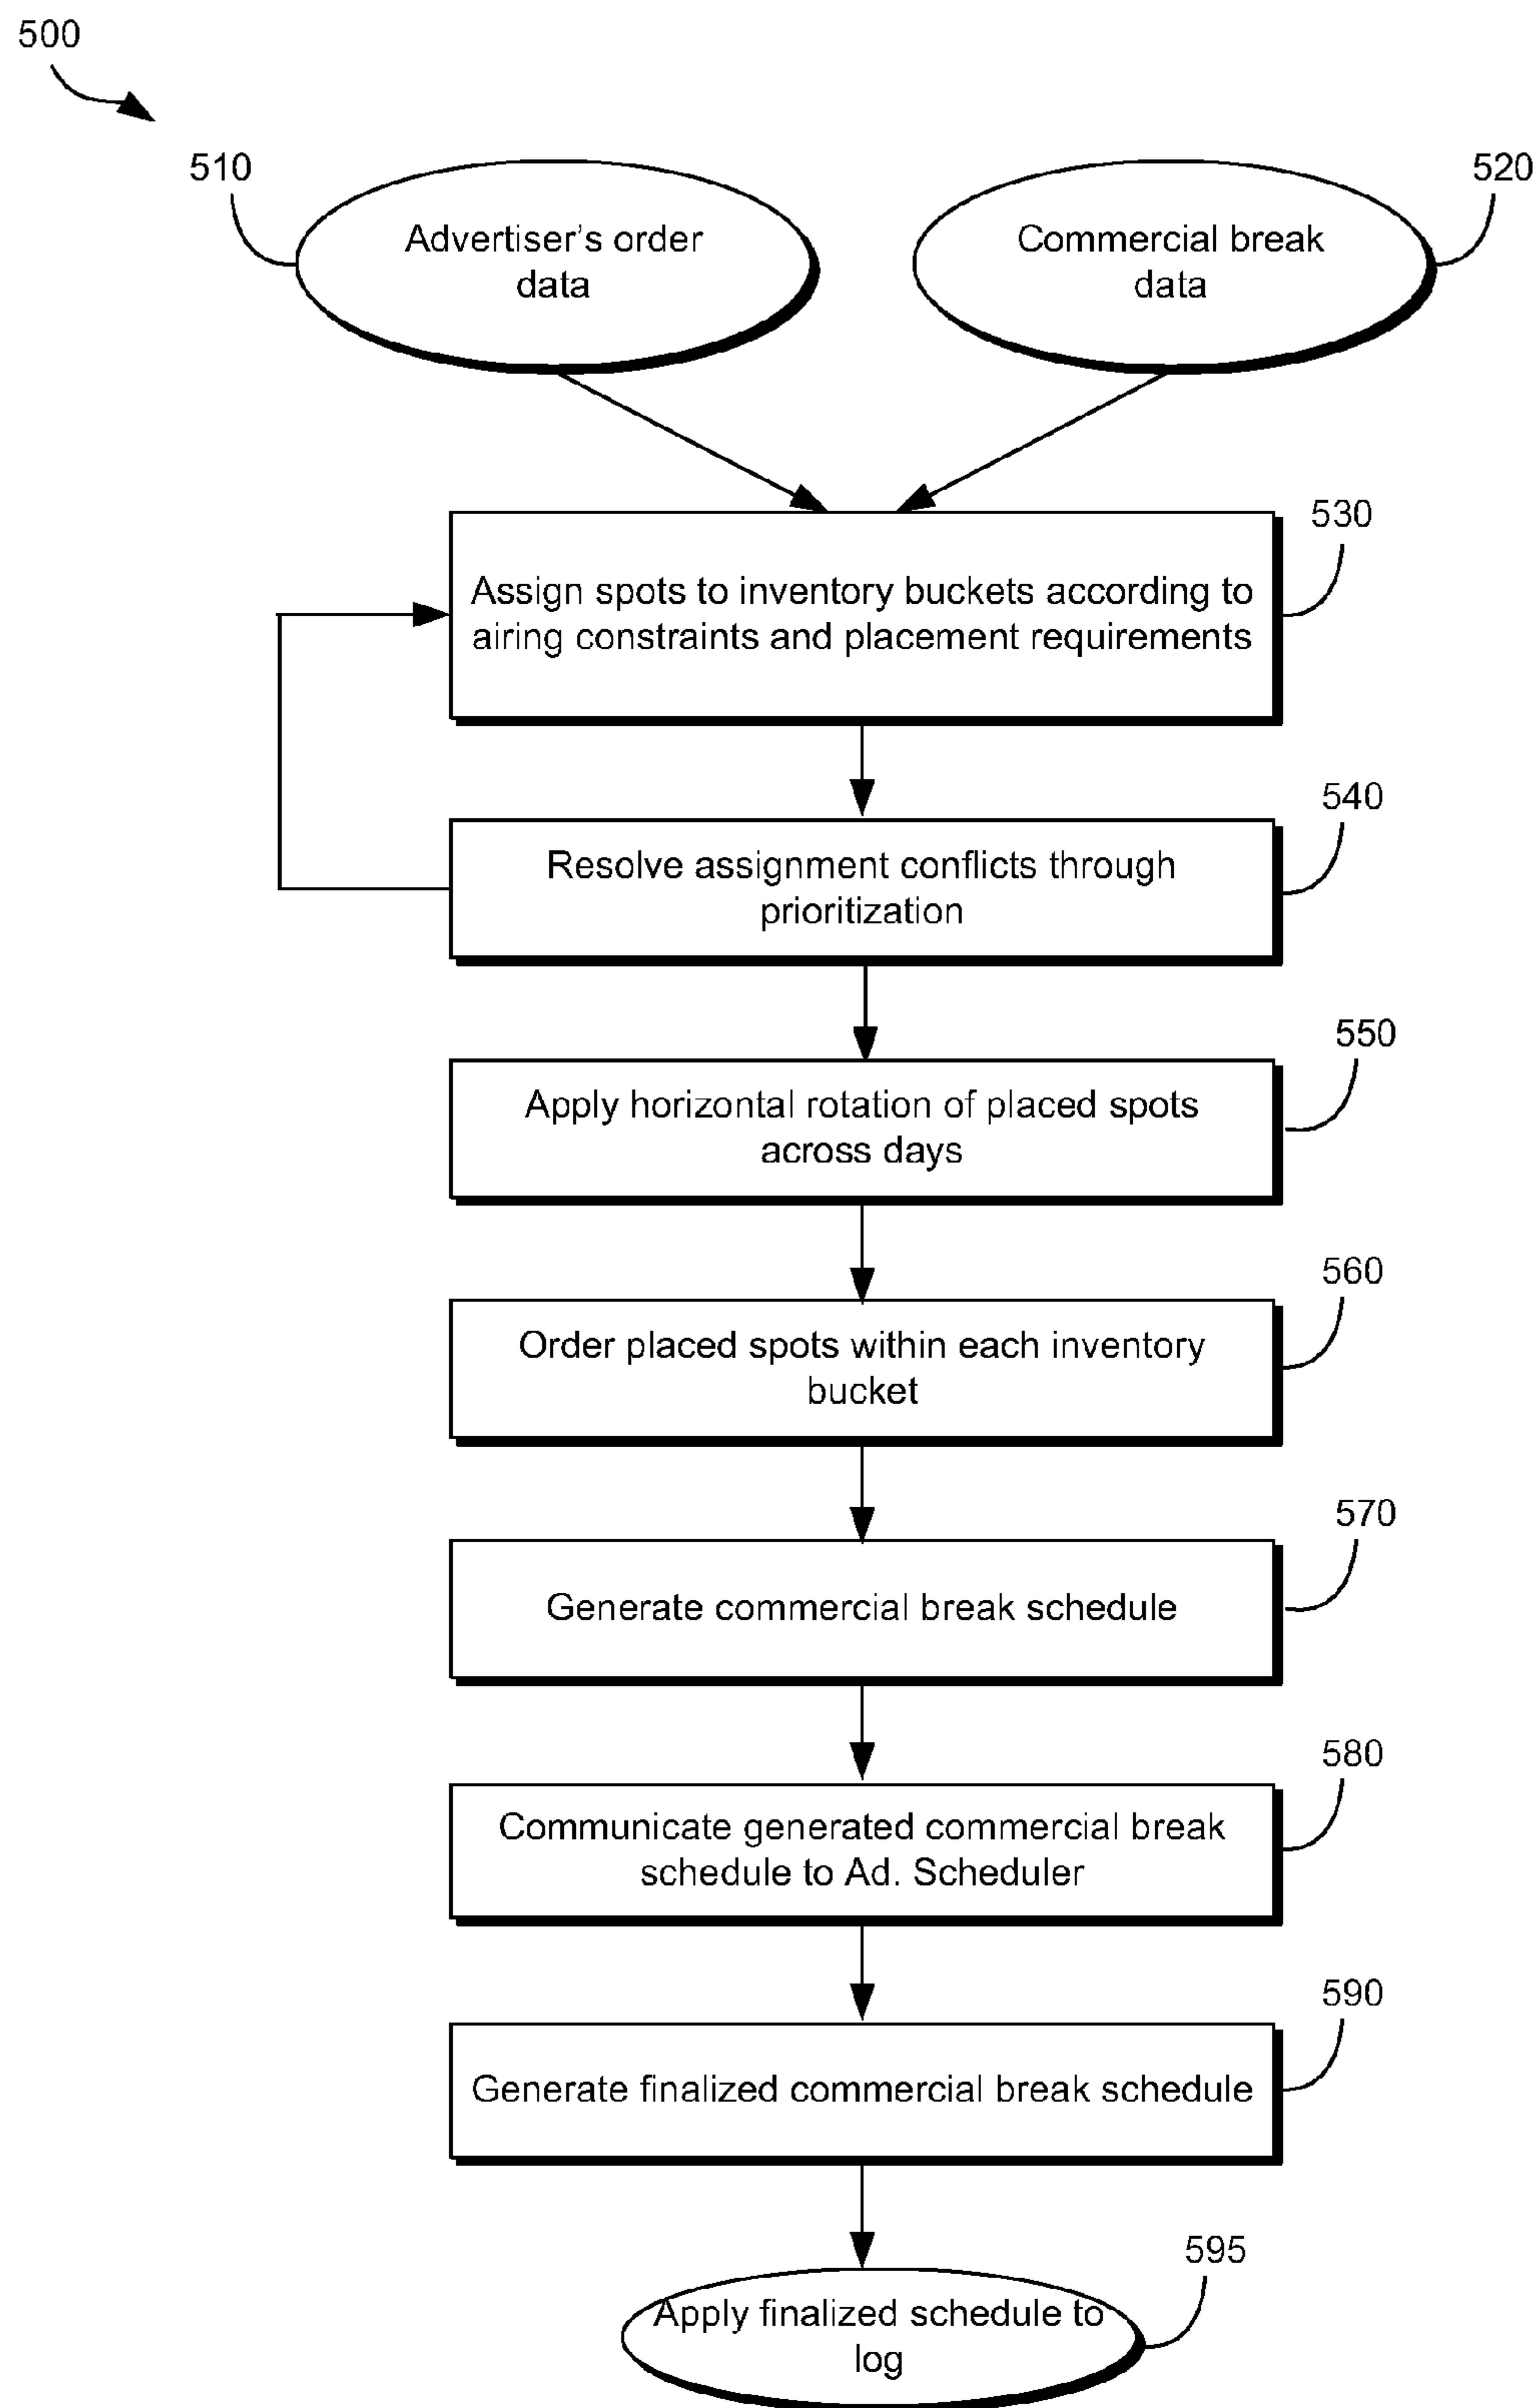 500
510
520
Advertiser's order
data
Commercial break
data
530
Assign spots to inventory buckets according to
airing constraints and placement requirements
540
Resolve assignment conflicts through
prioritization
550
Apply horizontal rotation of placed spots
across days
560
Order placed spots within each inventory
bucket
570
Generate commercial break schedule
580
Communicate generated commercial break
schedule to Ad. Scheduler
590
Generate finalized commercial break schedule
595
Apply finalized schedule to
log